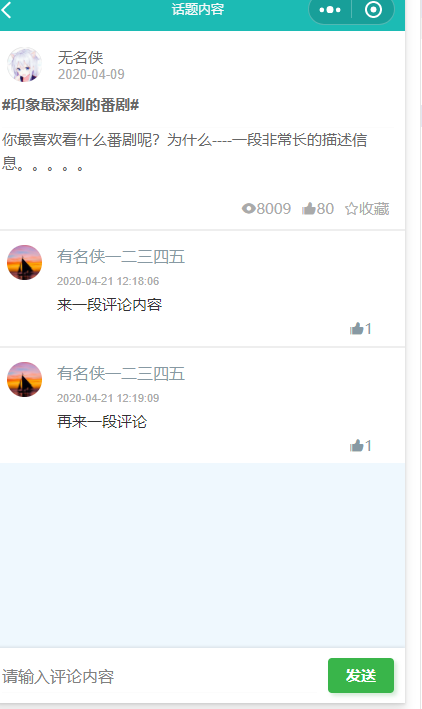 话题内容
无名侠
2020-04-09
#印象最深刻的番剧#
你最喜欢看什么番剧呢？为什么----一段非常长的描述信
息。。。。。
8009 80 收藏
有名侠一二三四五
2020-04-21 12:18:06
来一段评论内容
1
有名侠一二三四五
2020-04-21 12:19:09
再来一段评论
1
请输入评论内容 发送